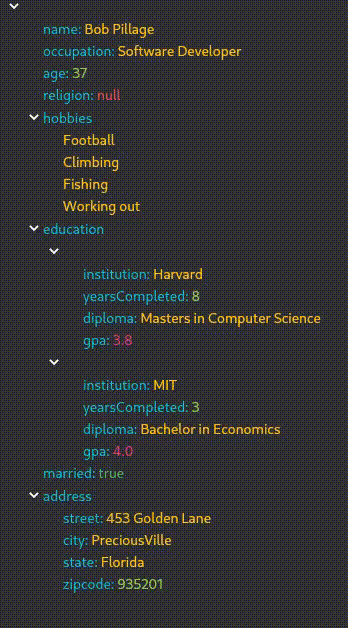 name: Bob Pillage
occupation: Software Developer
age: 37
religion: null
hobbies
Football
Climbing
Fishing
Working out
education
institution: Harvard
yearsCompleted: 8
diploma: Masters in Computer Science
gpa: 3.8
institution: MIT
yearsCompleted: 3
diploma: Bachelor in Economics
gpa: 4.0
married: true
address
street: 453 Golden Lane
city: PreciousVille
state: Florida
zipcode: 935201